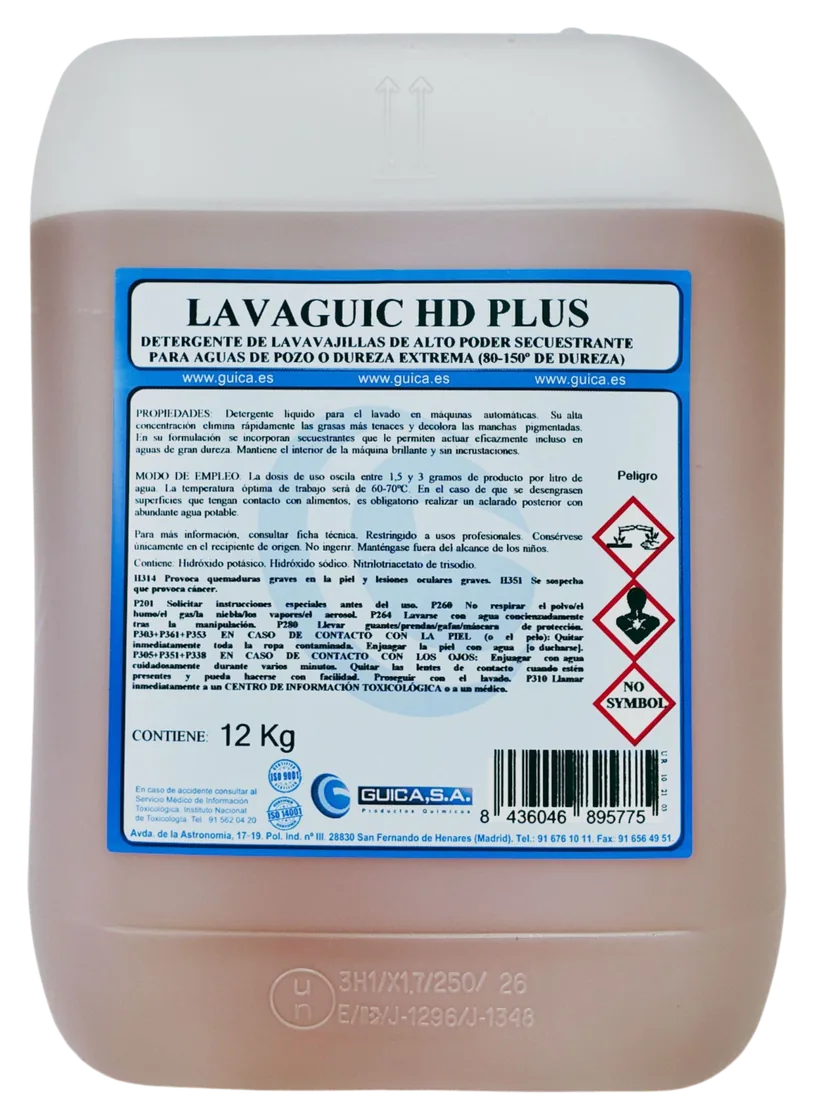 LAVAGUIC HD PLUS
DETERGENTE DE LAVAVAJILLAS DE ALTO PODER SECUESTRANTE
PARA AGUAS DE POZO O DUREZA EXTREMA (80-150º DE DUREZA)
www.guica.es www.guica.es www.guica.es
PROPIEDADES: Detergente líquido para el lavado en máquinas automáticas. Su alta
concentración elimina rápidamente las grasas más tenaces y decolora las manchas pigmentadas.
En su formulación se incorporan secuestrantes que le permiten actuar eficazmente incluso en
aguas de gran dureza. Mantiene el interior de la máquina brillante y sin incrustaciones.
MODO DE EMPLEO: La dosis de uso oscila entre 1,5 y 3 gramos de producto por litro de
agua. La temperatura óptima de trabajo será de 60-70ºC. En el caso de que se desengrasen
superficies que tengan contacto con alimentos, es obligatorio realizar un aclarado posterior con
abundante agua potable.
Para más información, consultar ficha técnica. Restringido a usos profesionales. Consérvese
únicamente en el recipiente de origen. No ingerir. Manténgase fuera del alcance de los niños.
Contiene: Hidróxido potásico. Hidróxido sódico. Nitrilotriacetato de trisodio.
H314 Provoca quemaduras graves en la piel y lesiones oculares graves. H351 Se sospecha
que provoca cáncer.
P201 Solicitar instrucciones especiales antes del uso. P260 No respirar el polvo/el
humo/el gas/la niebla/los vapores/el aerosol. P264 Lavarse con agua concienzudamente
tras la manipulación. P280 Llevar guantes/prendas/gafas/máscara de protección.
P303+P361+P353 EN CASO DE CONTACTO CON LA PIEL (o el pelo): Quitar
inmediatamente toda la ropa contaminada. Enjuagar la piel con agua [o ducharse].
P305+P351+P338 EN CASO DE CONTACTO CON LOS OJOS: Enjuagar con agua
cuidadosamente durante varios minutos. Quitar las lentes de contacto cuando estén
presentes y pueda hacerse con facilidad. Proseguir con el lavado. P310 Llamar
inmediatamente a un CENTRO DE INFORMACIÓN TOXICOLÓGICA o a un médico.
Peligro
NO
SYMBOL
CONTIENE: 12 Kg
En caso de accidente consultar al
Servicio Médico de Información
Toxicológica. Instituto Nacional
de Toxicología. Tel. 91 562 04 20
ISO 9001
ISO 14001
GUICA,S.A.
Productos Químicos
8 436046 895775
UR 10 21 03
Avda. de la Astronomía, 17-19. Pol. Ind. nº III. 28830 San Fernando de Henares (Madrid). Tel.: 91 676 10 11. Fax. 91 656 49 51
un
3H1/X1,7/250/ 26
J-1296/J-1348